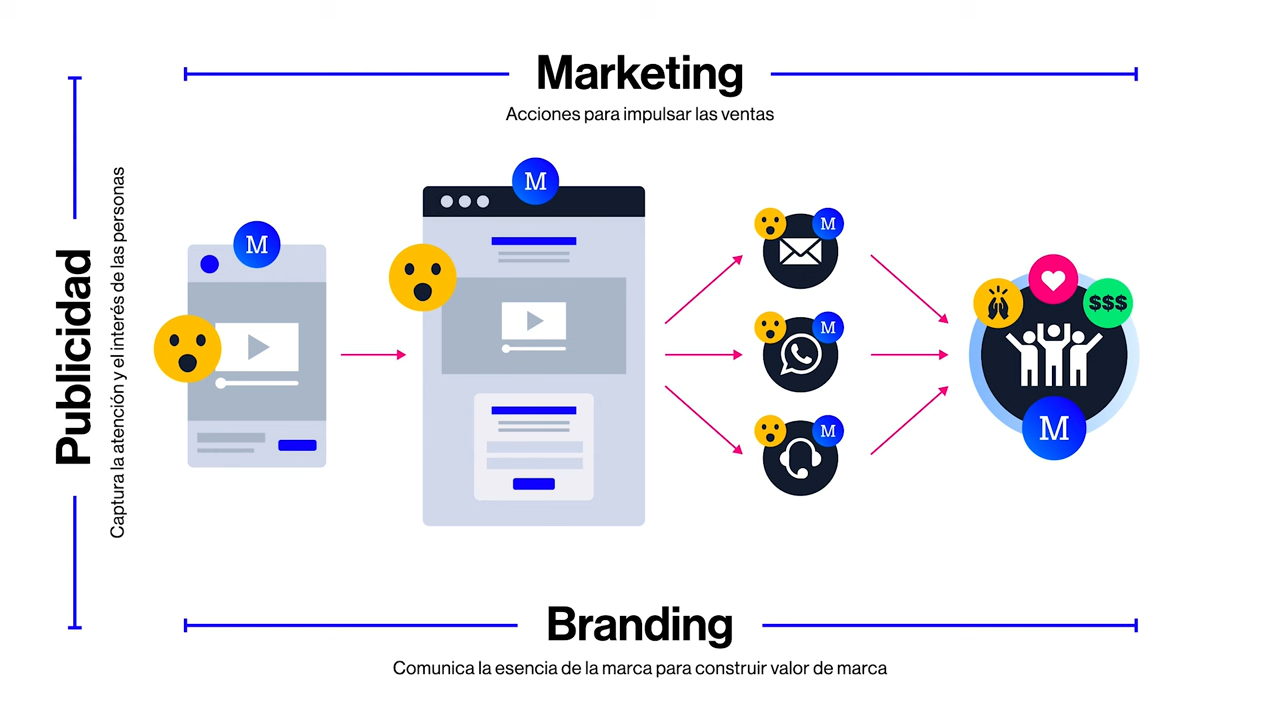 Marketing
Acciones para impulsar las ventas
Publicidad
Captura la atención y el interés de las personas
M
M
M
M
M
$$$
M
Branding
Comunica la esencia de la marca para construir valor de marca